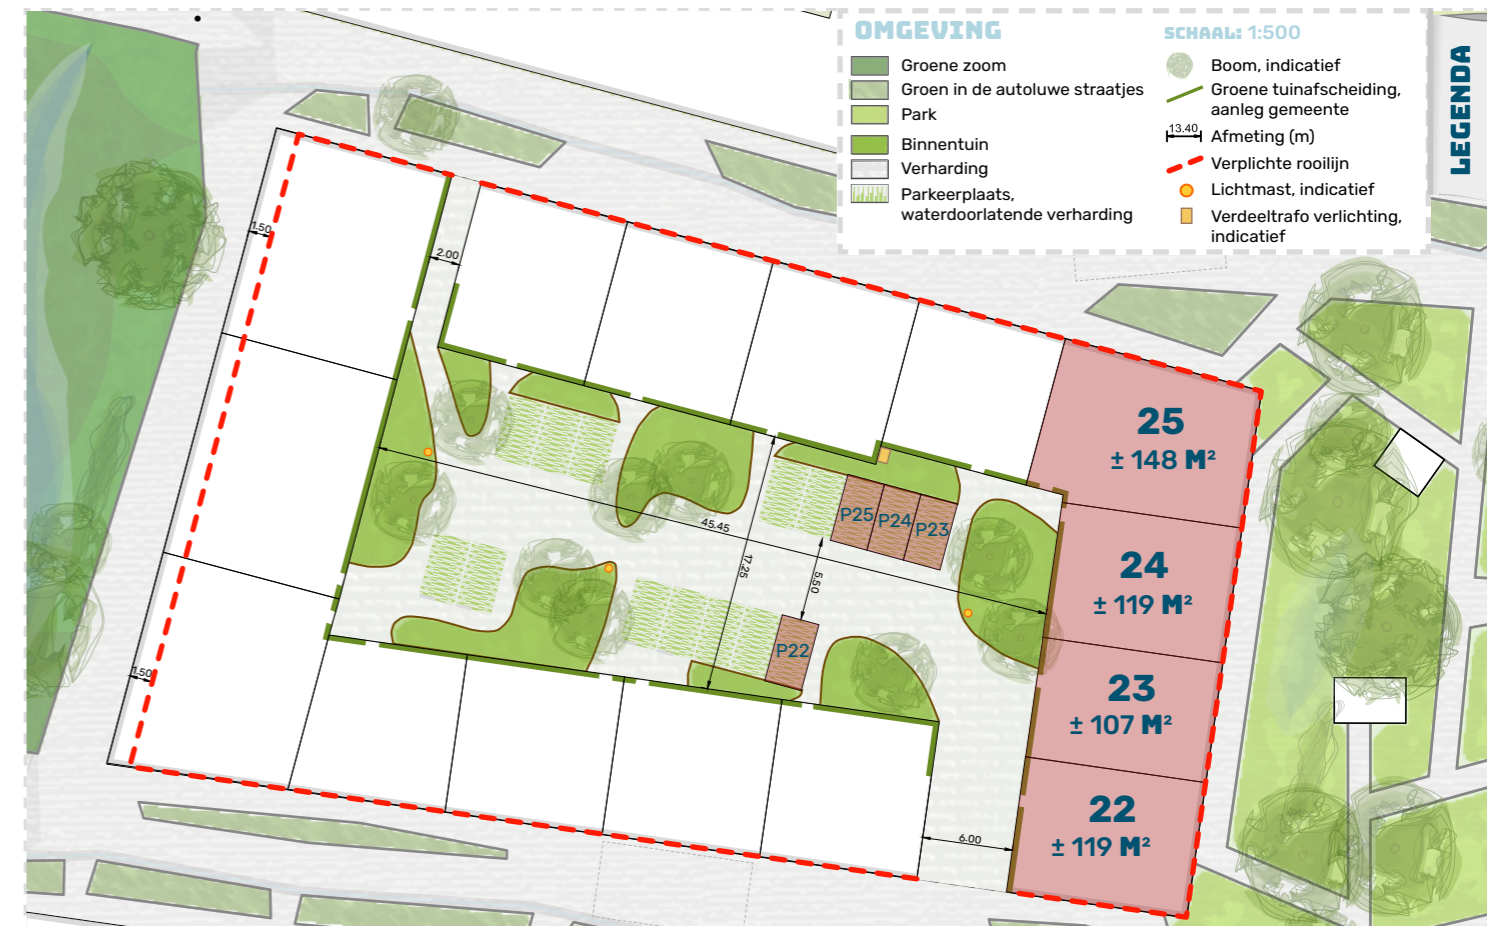 OMGEVING
Groene zoom
Groen in de autoluwe straatjes
Park
Binnentuin
Verharding
Parkeerplaats,
waterdoorlatende verharding
SCHAAL: 1:500
Boom, indicatief
Groene tuinafscheiding,
aanleg gemeente
13.40 Afmeting (m)
Verplichte rooilijn
Lichtmast, indicatief
Verdeeltrafo verlichting,
indicatief
LEGENDA
1.50
2.00
25
± 148 M²
45.45
17.25
P25 P24 P23
5.50
24
± 119 M²
P22
1.50
23
± 107 M²
22
± 119 M²
6.00